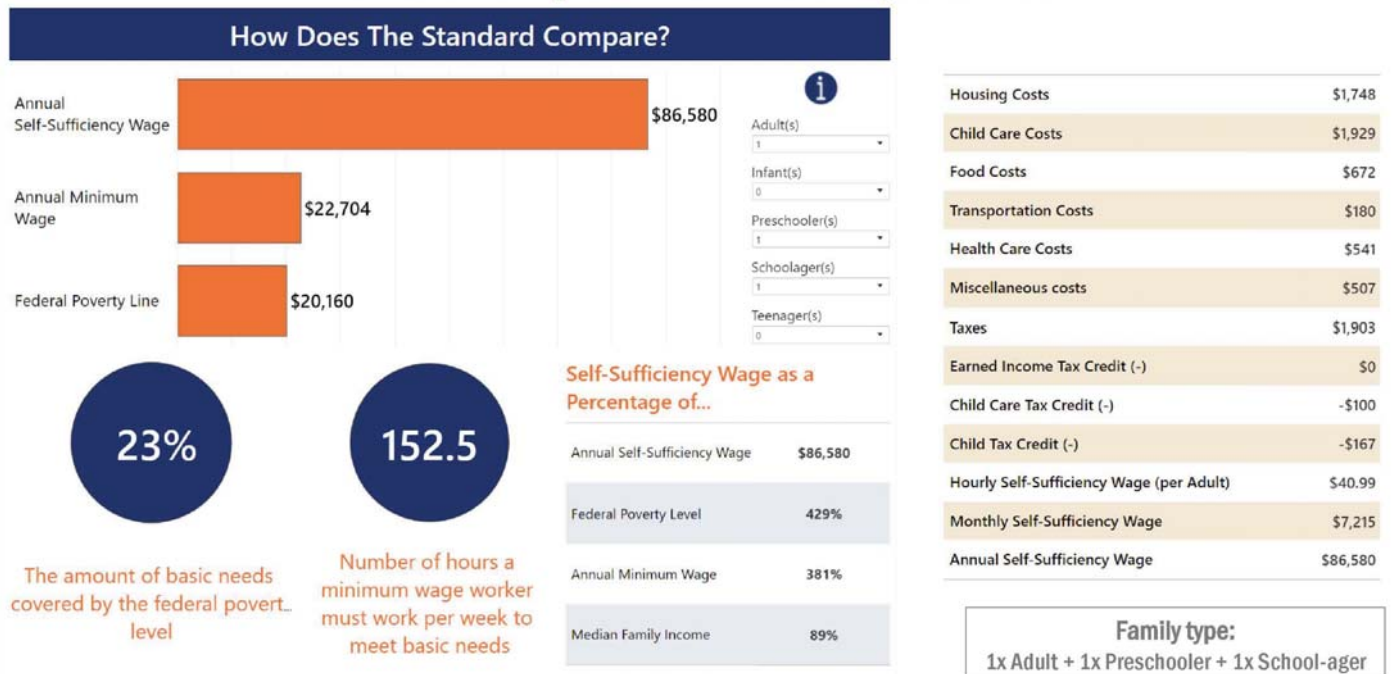 How Does The Standard Compare?
Annual
Self-Sufficiency Wage
$86,580
Annual Minimum
Wage
$22,704
Federal Poverty Line
$20,160
i
Adult(s)
1
Infant(s)
0
Preschooler(s)
1
Schoolager(s)
1
Teenager(s)
0
23%
The amount of basic needs
covered by the federal povert..
level
152.5
Number of hours a
minimum wage worker
must work per week to
meet basic needs
Self-Sufficiency Wage as a
Percentage of...
Annual Self-Sufficiency Wage $86,580
Federal Poverty Level 429%
Annual Minimum Wage 381%
Median Family Income 89%
Housing Costs $1,748
Child Care Costs $1,929
Food Costs $672
Transportation Costs $180
Health Care Costs $541
Miscellaneous costs $507
Taxes $1,903
Earned Income Tax Credit (-) $0
Child Care Tax Credit (-) -$100
Child Tax Credit (-) -$167
Hourly Self-Sufficiency Wage (per Adult) $40.99
Monthly Self-Sufficiency Wage $7,215
Annual Self-Sufficiency Wage $86,580
Family type:
1x Adult + 1x Preschooler + 1x School-ager